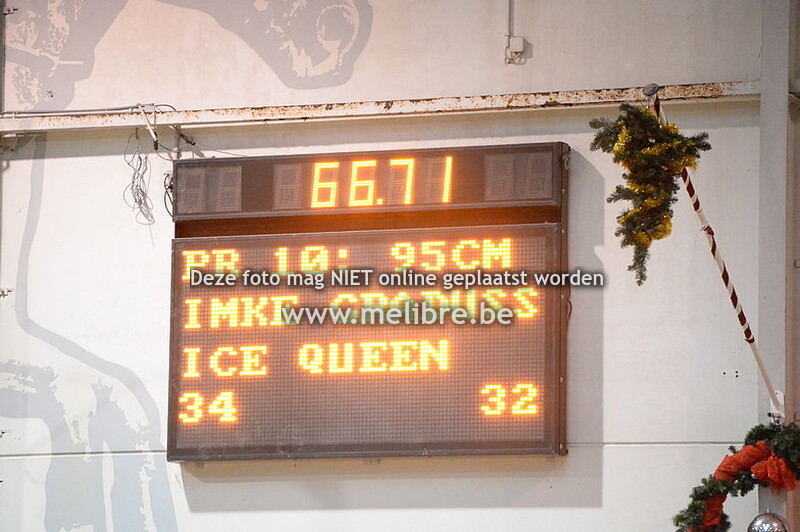 66.71
PR 10: 95CM
Deze foto mag NIET online geplaatst worden
IMKE
www.melibre.be
ICE QUEEN
34 32